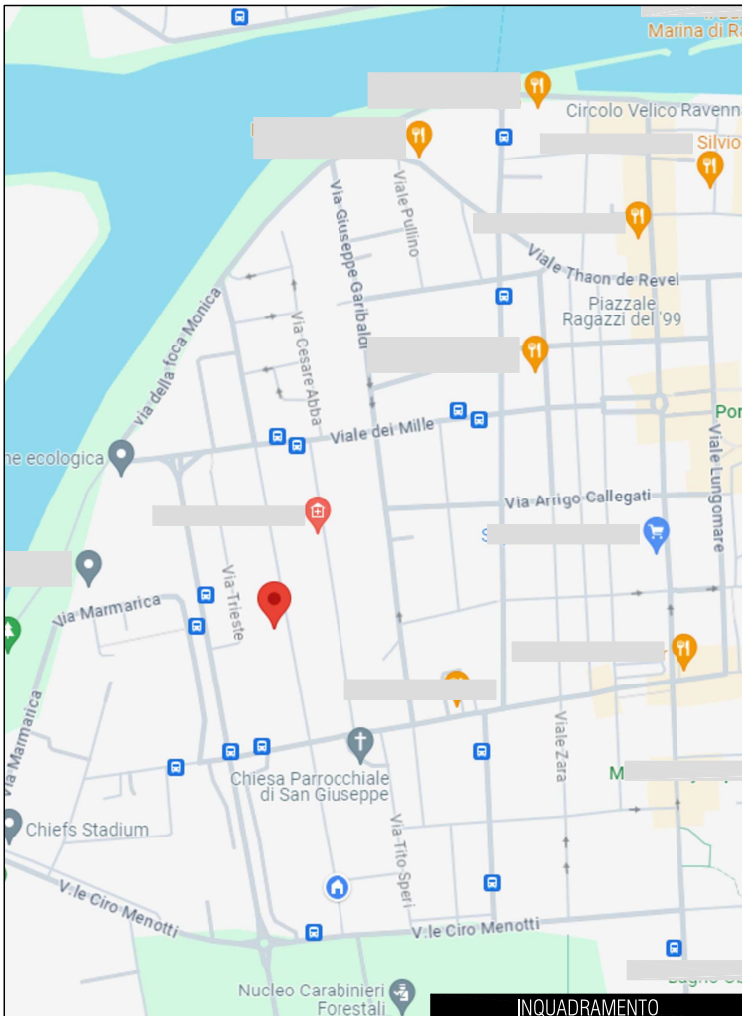 Marina di Ra
Circolo Velico Ravenna
Silvio
Viale Pullino
Via Giuseppe Garibaldi
Viale Thaon de Revel
Piazzale
Ragazzi del '99
via della foca Monica
Via Cesare Abba
Viale dei Mille
Por
ne ecologica
Viale Lungomare
Via Arrigo Callegati
S
Via Trieste
Via Marmarica
Via Marmarica
Viale Zara
Chiesa Parrocchiale
di San Giuseppe
M
Chiefs Stadium
Via Tito Speri
V.le Ciro Menotti
V.le Ciro Menotti
Nucleo Carabinieri
Forestali
INQUADRAMENTO